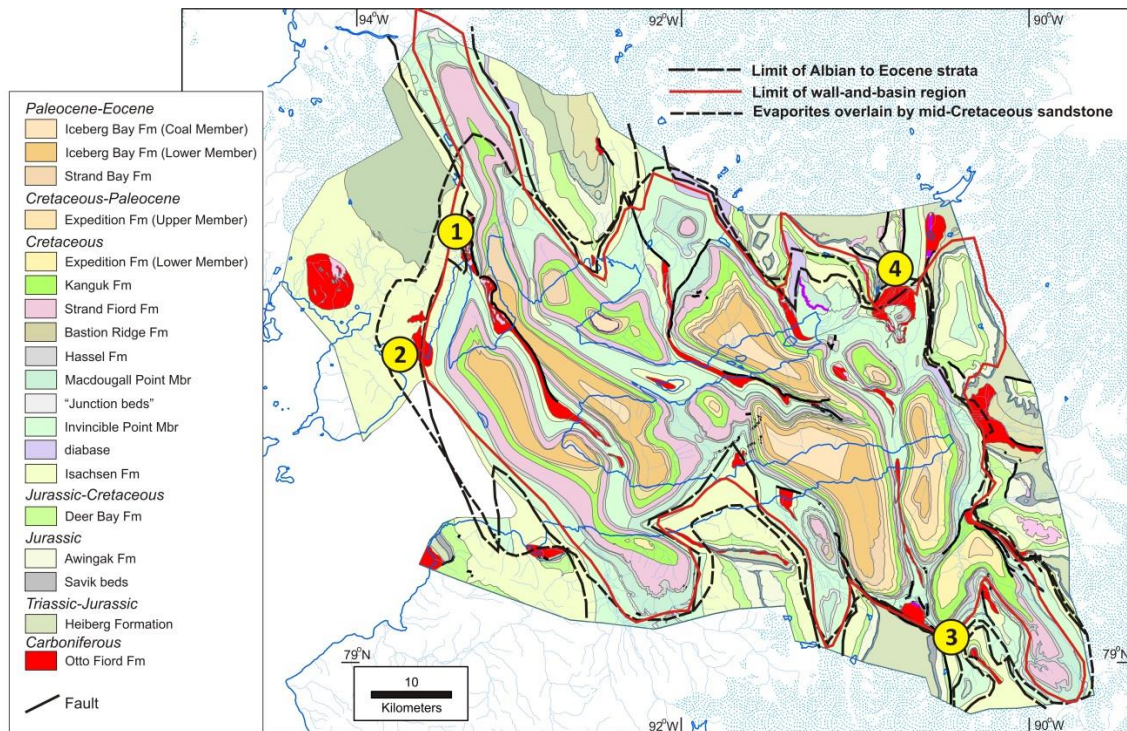 94°W
92°W
90°W
Limit of Albian to Eocene strata
Limit of wall-and-basin region
Evaporites overlain by mid-Cretaceous sandstone
Paleocene-Eocene
Iceberg Bay Fm (Coal Member)
Iceberg Bay Fm (Lower Member)
Strand Bay Fm
Cretaceous-Paleocene
Expedition Fm (Upper Member)
Cretaceous
Expedition Fm (Lower Member)
Kanguk Fm
Strand Fiord Fm
Bastion Ridge Fm
Hassel Fm
Macdougall Point Mbr
"Junction beds"
Invincible Point Mbr
diabase
Isachsen Fm
Jurassic-Cretaceous
Deer Bay Fm
Jurassic
Awingak Fm
Savik beds
Triassic-Jurassic
Heiberg Formation
Carboniferous
Otto Fiord Fm
Fault
1
2
3
4
79°N
79°N
10
Kilometers
92°W
90°W